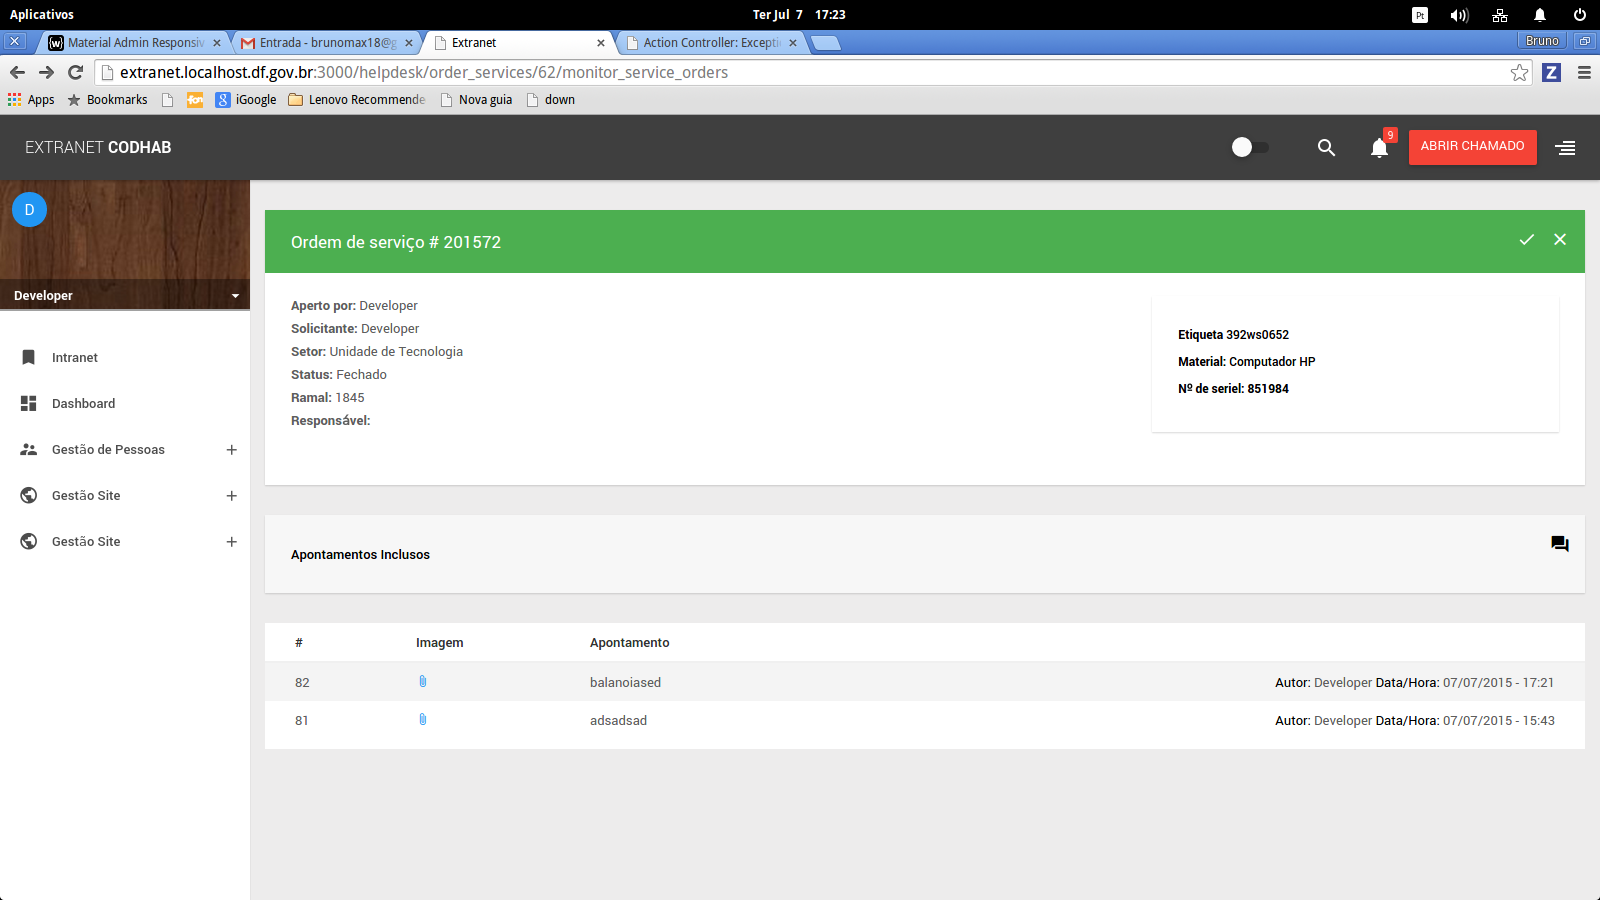 Aplicativos
Ter Jul 7 17:23
Pt
Material Admin Responsiv
Entrada - brunomax18@g
Extranet
Action Controller: Excepti
Bruno
extranet.localhost.df.gov.br:3000/helpdesk/order_services/62/monitor_service_orders
Z
Apps
Bookmarks
iGoogle
Lenovo Recommende
Nova guia
down
EXTRANET CODHAB
9
ABRIR CHAMADO
D
Developer
Intranet
Dashboard
Gestão de Pessoas +
Gestão Site +
Gestão Site +
Ordem de serviço # 201572
Aperto por: Developer
Solicitante: Developer
Setor: Unidade de Tecnologia
Status: Fechado
Ramal: 1845
Responsável:
Etiqueta 392ws0652
Material: Computador HP
Nº de seriel: 851984
Apontamentos Inclusos
# Imagem Apontamento
82 balanoiased Autor: Developer Data/Hora: 07/07/2015 - 17:21
81 adsadsad Autor: Developer Data/Hora: 07/07/2015 - 15:43